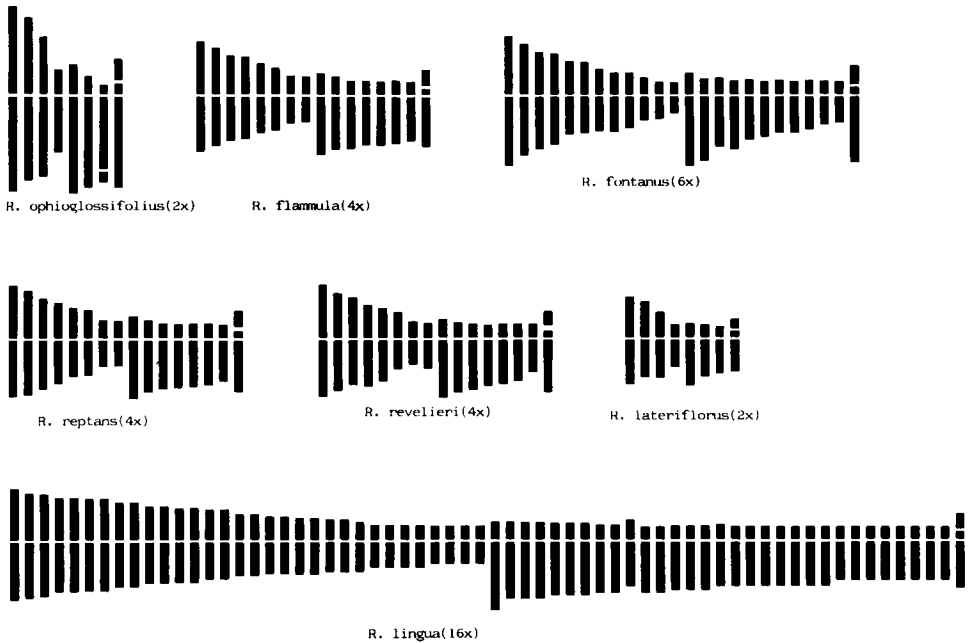 R. ophioglossifolius(2x)
R. flammula(4x)
R. fontanus(6x)
R. reptans(4x)
R. revelieri(4x)
R. lateriflorus(2x)
R. lingua(16x)